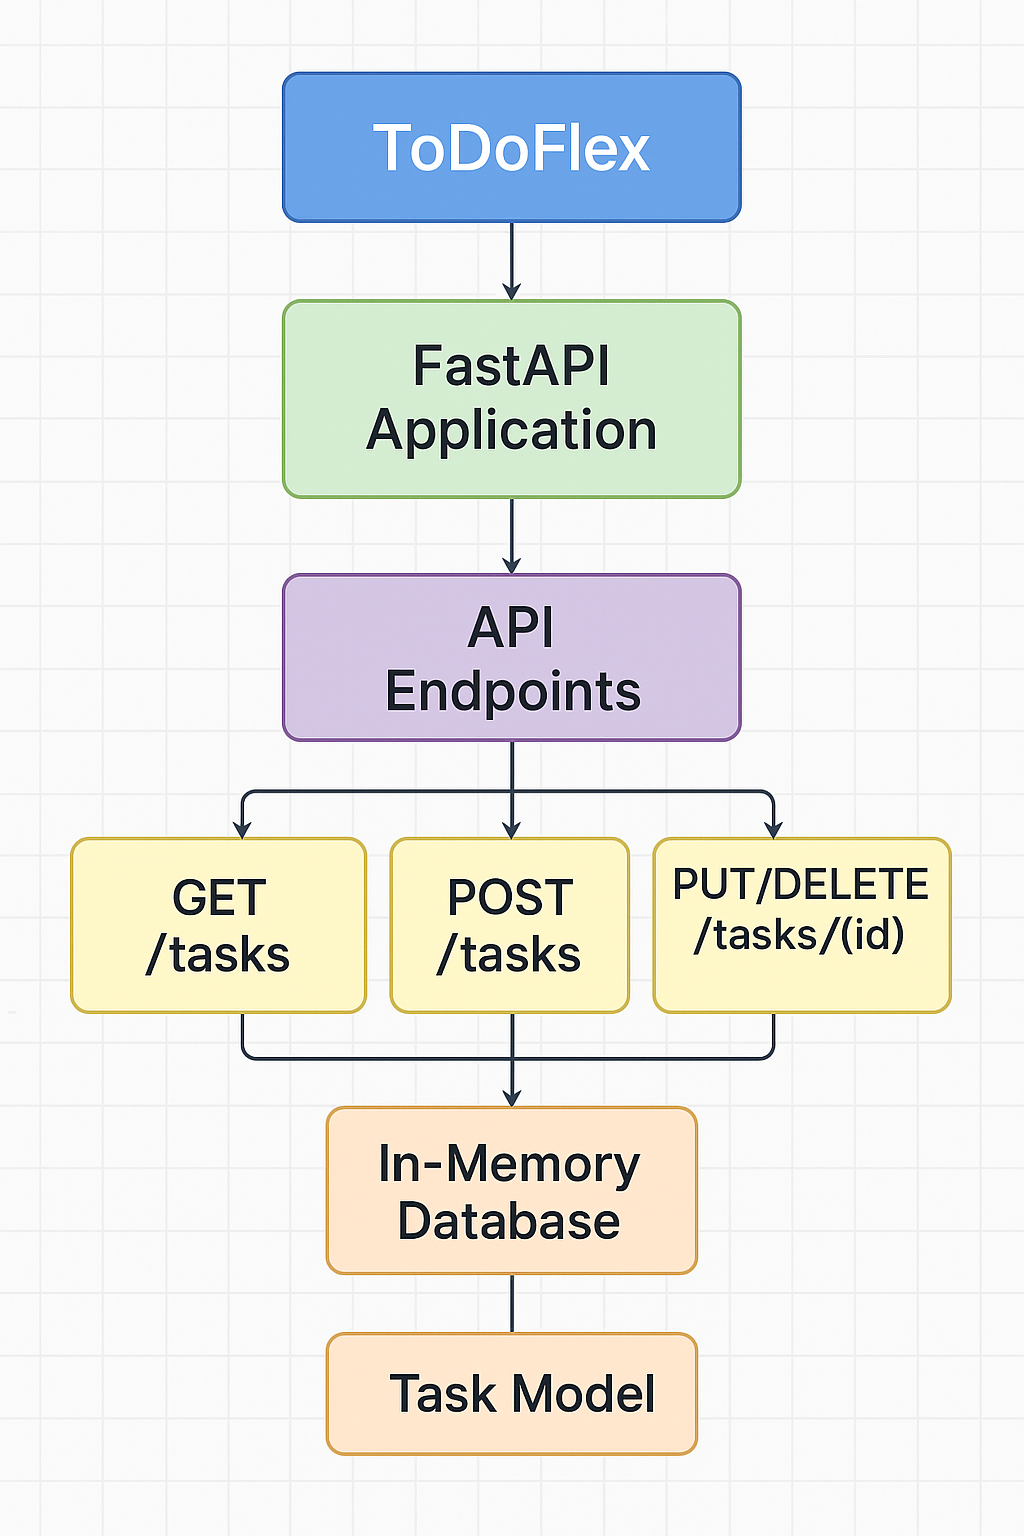 ToDoFlex
FastAPI
Application
API
Endpoints
GET
/tasks
POST
/tasks
PUT/DELETE
/tasks/(id)
In-Memory
Database
Task Model